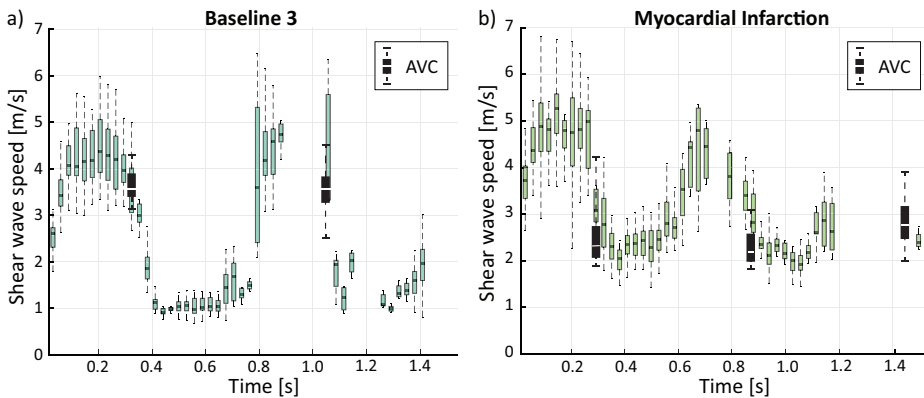 a) Baseline 3
Shear wave speed [m/s]
7
6
5
4
3
2
1
0
AVC
0.2 0.4 0.6 0.8 1.0 1.2 1.4
Time [s]
b) Myocardial Infarction
Shear wave speed [m/s]
7
6
5
4
3
2
1
0
AVC
0.2 0.4 0.6 0.8 1.0 1.2 1.4
Time [s]